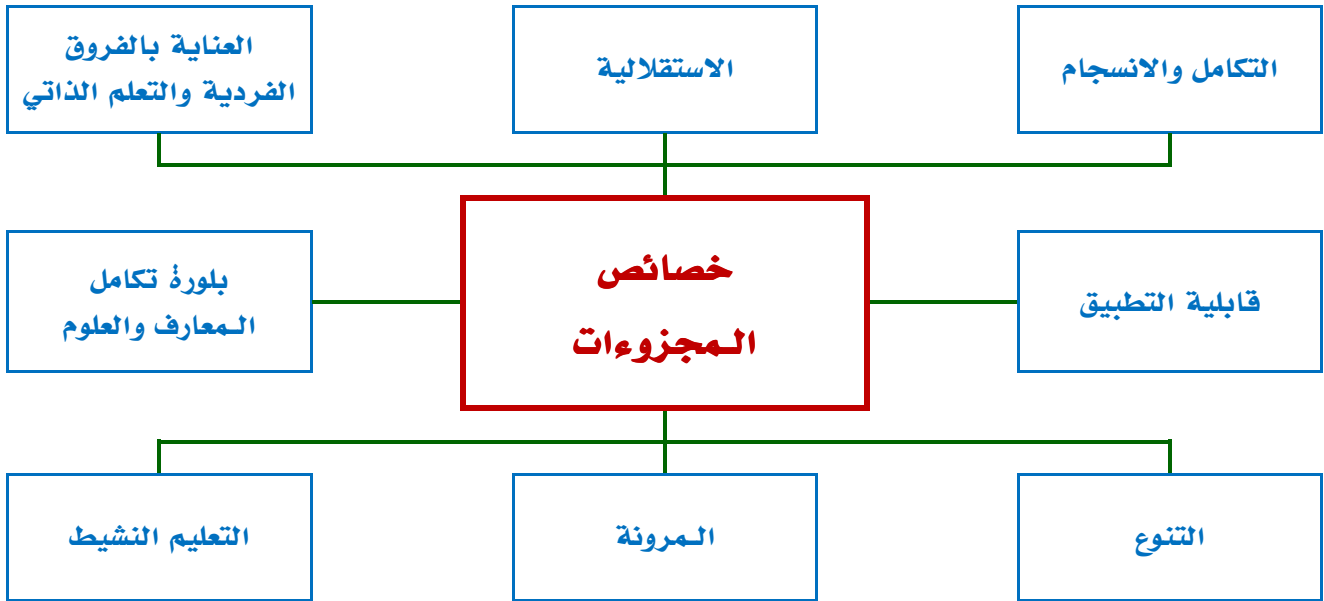 التكامل والانسجام
الاستقلالية
العناية بالفروق
الفردية والتعلم الذاتي
خصائص
المجزوءات
قابلية التطبيق
بلورة تكامل
المعارف والعلوم
التنوع
المرونة
التعليم النشيط